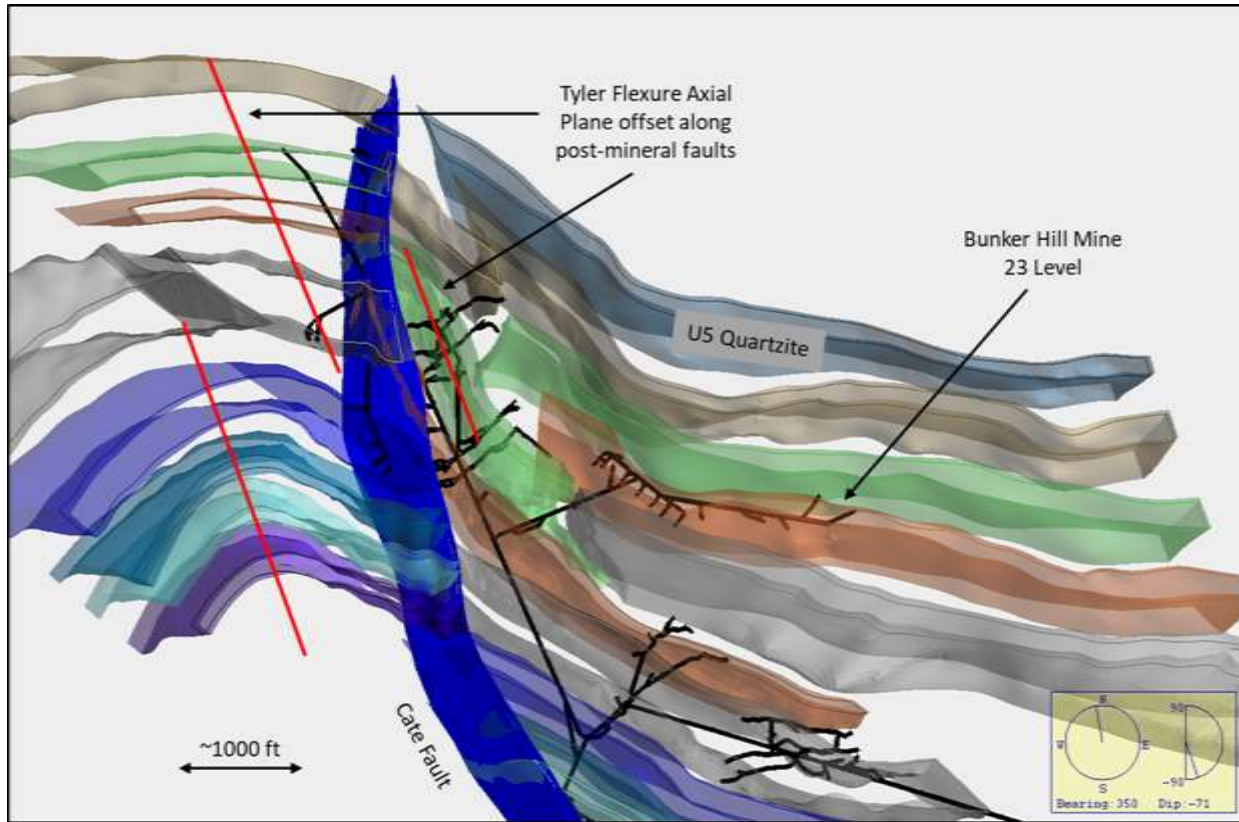 Tyler Flexure Axial
Plane offset along
post-mineral faults
Bunker Hill Mine
23 Level
U5 Quartzite
Cate Fault
~1000 ft
90
E
-90
S
Bearing:350 Dip:-71